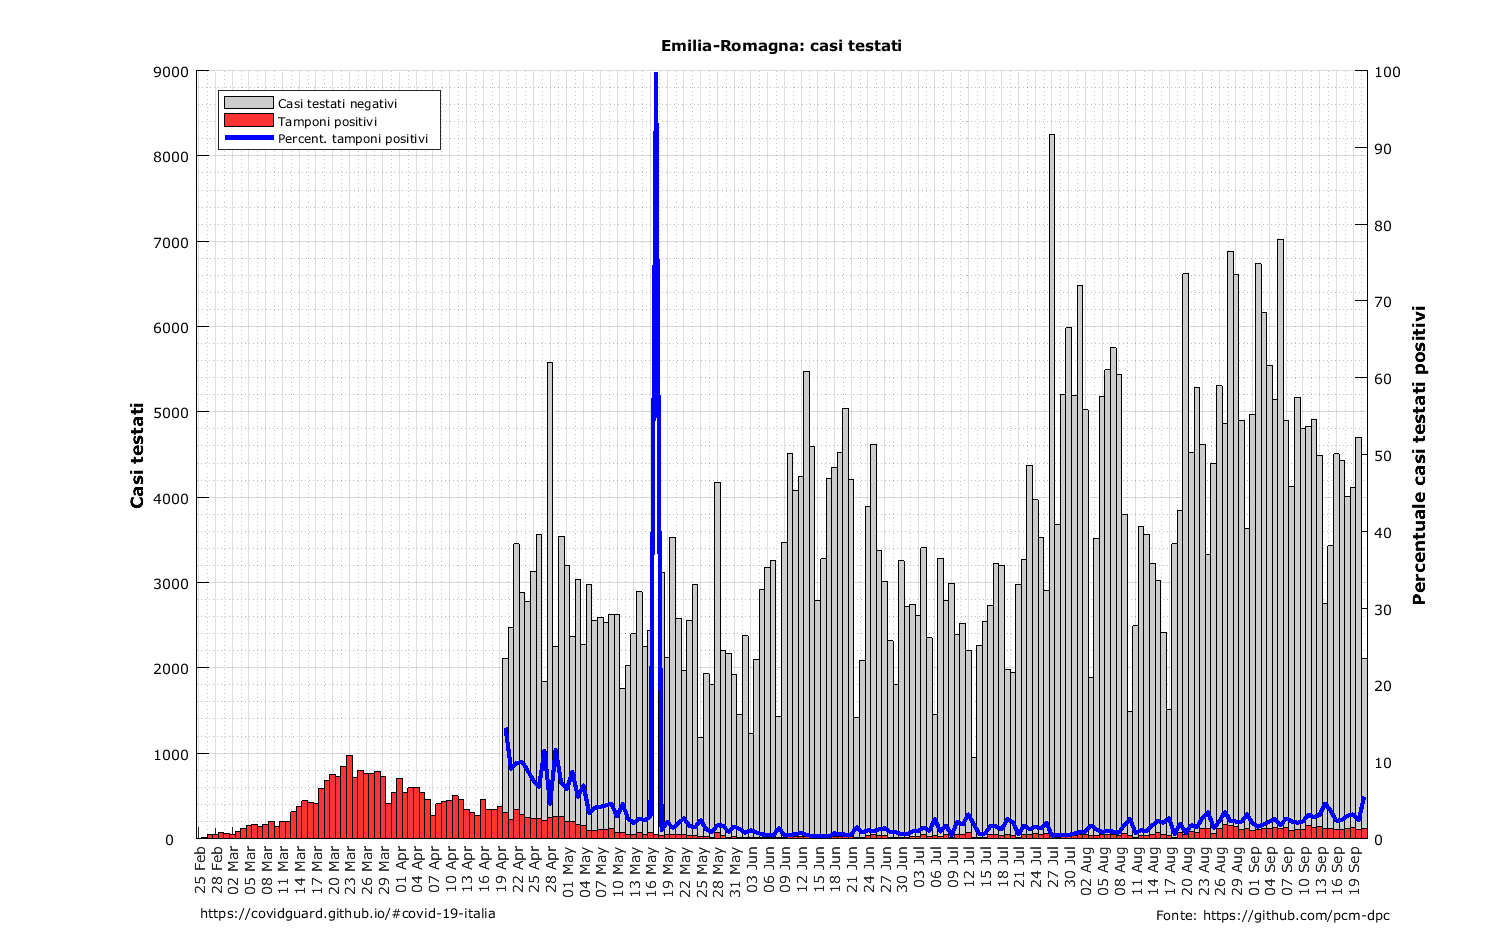 Emilia-Romagna: casi testati
Casi testati negativi
Tamponi positivi
Percent. tamponi positivi
Casi testati
9000
8000
7000
6000
5000
4000
3000
2000
1000
0
100
90
80
70
60
50
40
30
20
10
0
Percentuale casi testati positivi
25 Feb
28 Feb
02 Mar
05 Mar
08 Mar
11 Mar
14 Mar
17 Mar
20 Mar
23 Mar
26 Mar
29 Mar
01 Apr
04 Apr
07 Apr
10 Apr
13 Apr
16 Apr
19 Apr
22 Apr
25 Apr
28 Apr
01 May
04 May
07 May
10 May
13 May
16 May
19 May
22 May
25 May
28 May
31 May
03 Jun
06 Jun
09 Jun
12 Jun
15 Jun
18 Jun
21 Jun
24 Jun
27 Jun
30 Jun
03 Jul
06 Jul
09 Jul
12 Jul
15 Jul
18 Jul
21 Jul
24 Jul
27 Jul
30 Jul
02 Aug
05 Aug
08 Aug
11 Aug
14 Aug
17 Aug
20 Aug
23 Aug
26 Aug
29 Aug
01 Sep
04 Sep
07 Sep
10 Sep
13 Sep
16 Sep
19 Sep
https://covidguard.github.io/#covid-19-italia
Fonte: https://github.com/pcm-dpc